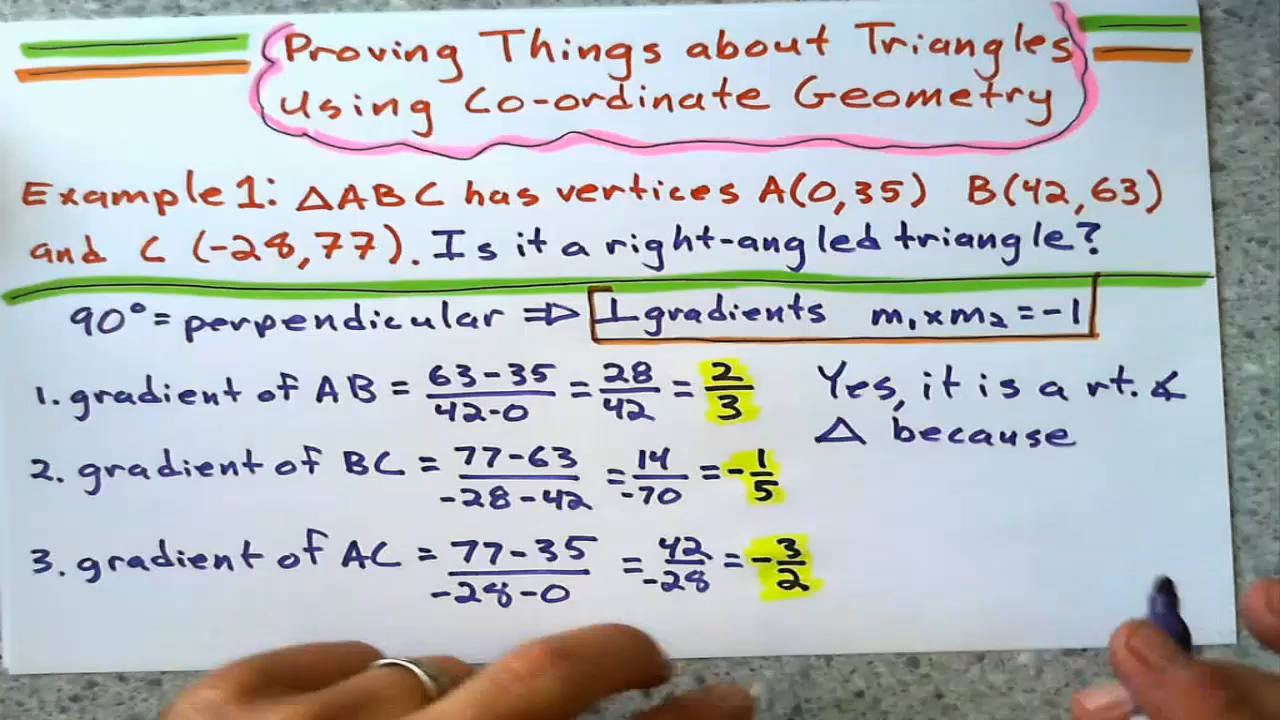 Proving Things about Triangles
Using Co-ordinate Geometry
Example 1: △ABC has vertices A(0,35) B(42,63)
and C (-28,77). Is it a right-angled triangle?
90° = perpendicular ⇒ ⊥ gradients m₁ x m₂ = -1
1. gradient of AB = 63-35/42-0 = 28/42 = 2/3
Yes, it is a rt. ∡
△ because
2. gradient of BC = 77-63/-28-42 = 14/-70 = -1/5
3. gradient of AC = 77-35/-28-0 = 42/-28 = -3/2